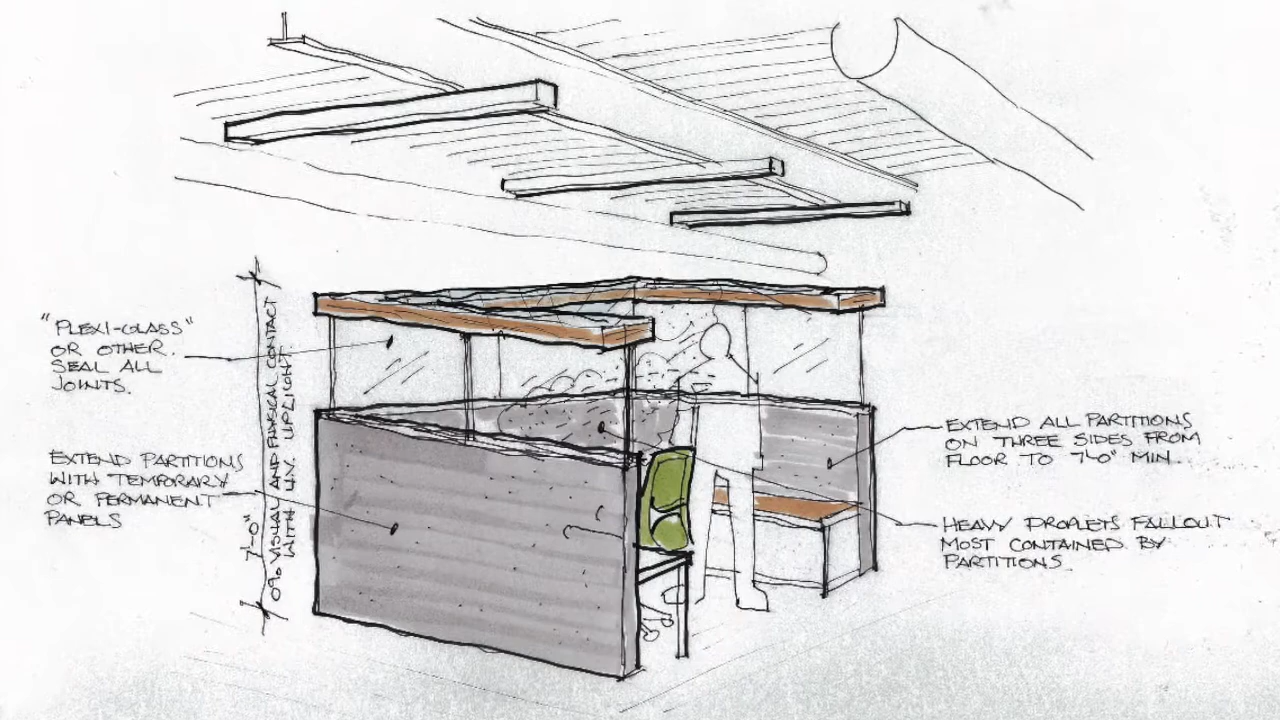 "PLEXI-GLASS"
OR OTHER.
SEAL ALL
JOINTS.
EXTEND PARTITIONS
WITH TEMPORARY
OR PERMANENT
PANELS
7'-0"
0% VISUAL AND PHYSICAL CONTACT
WITH U.V. UPLIGHT.
EXTEND ALL PARTITIONS
ON THREE SIDES FROM
FLOOR TO 7'-0" MIN.
HEAVY DROPLETS FALLOUT
MOST CONTAINED BY
PARTITIONS.